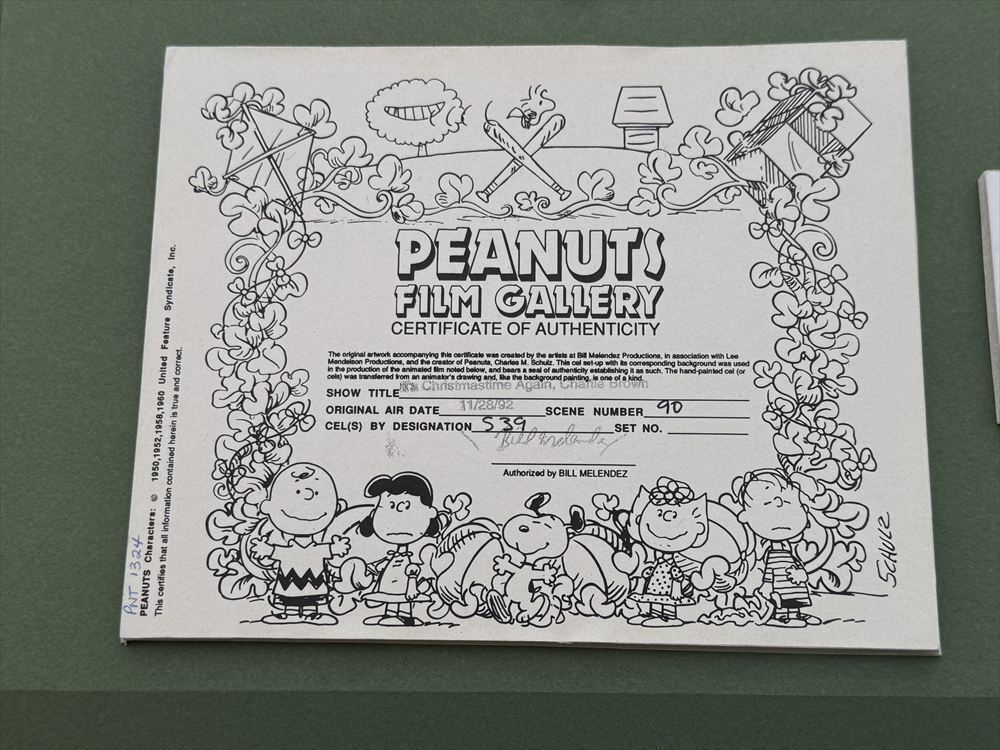 PEANUTS
FILM GALLERY
CERTIFICATE OF AUTHENTICITY
The original artwork accompanying this certificate was created by the artists at Bill Melendez Productions, in association with Lee
Mendelson Productions, and the creator of Peanuts, Charles M. Schulz. This cel set-up with its corresponding background was used
in the production of the animated film noted below, and bears a seal of authenticity establishing it as such. The hand-painted cel (or
cels) was transferred from an animator's drawing and, like the background painting, is one of a kind.
SHOW TITLE It's Christmastime Again, Charlie Brown
ORIGINAL AIR DATE 11/28/92 SCENE NUMBER 90
CEL(S) BY DESIGNATION S39 SET NO.
Bill Melendez
Authorized by BILL MELENDEZ
SCHULZ
PNT 1324
PEANUTS Characters: © 1950,1952,1958,1960 United Feature Syndicate, Inc.
This certifies that all information contained herein is true and correct.